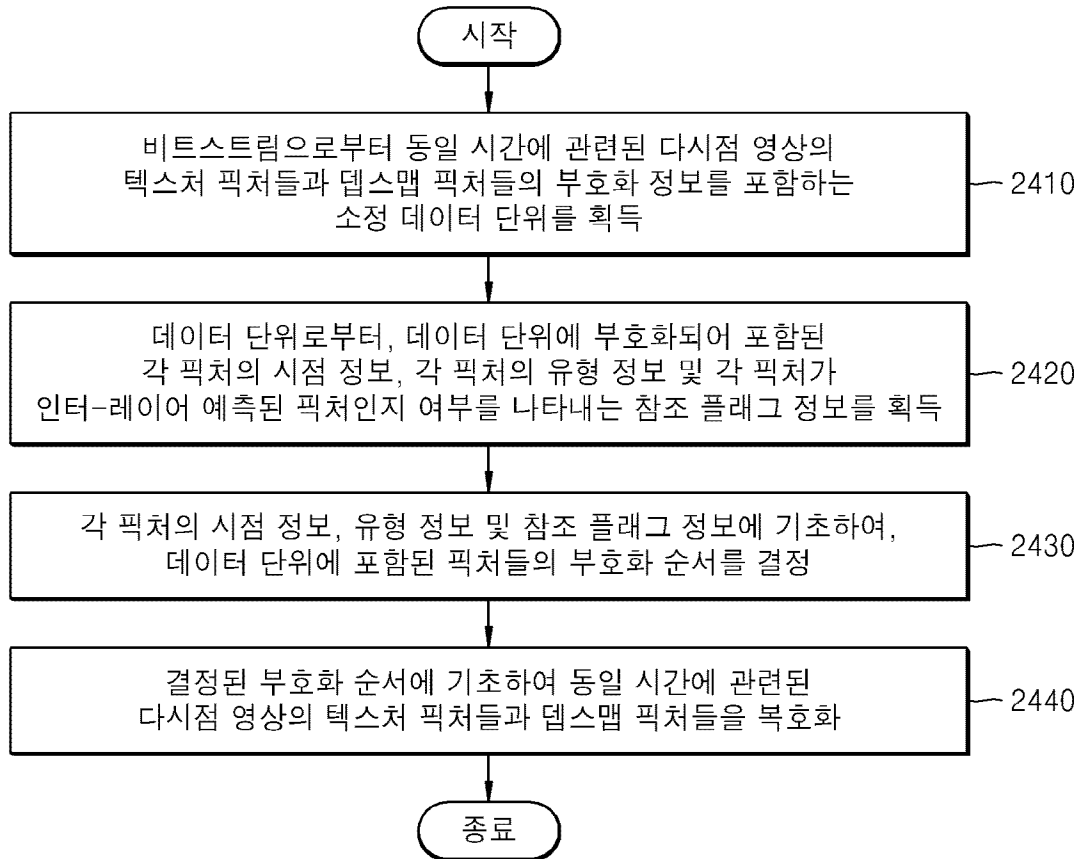 시작
비트스트림으로부터 동일 시간에 관련된 다시점 영상의
텍스처 픽처들과 뎁스맵 픽처들의 부호화 정보를 포함하는
소정 데이터 단위를 획득
2410
데이터 단위로부터, 데이터 단위에 부호화되어 포함된
각 픽처의 시점 정보, 각 픽처의 유형 정보 및 각 픽처가
인터-레이어 예측된 픽처인지 여부를 나타내는 참조 플래그 정보를 획득
2420
각 픽처의 시점 정보, 유형 정보 및 참조 플래그 정보에 기초하여,
데이터 단위에 포함된 픽처들의 부호화 순서를 결정
2430
결정된 부호화 순서에 기초하여 동일 시간에 관련된
다시점 영상의 텍스처 픽처들과 뎁스맵 픽처들을 복호화
2440
종료